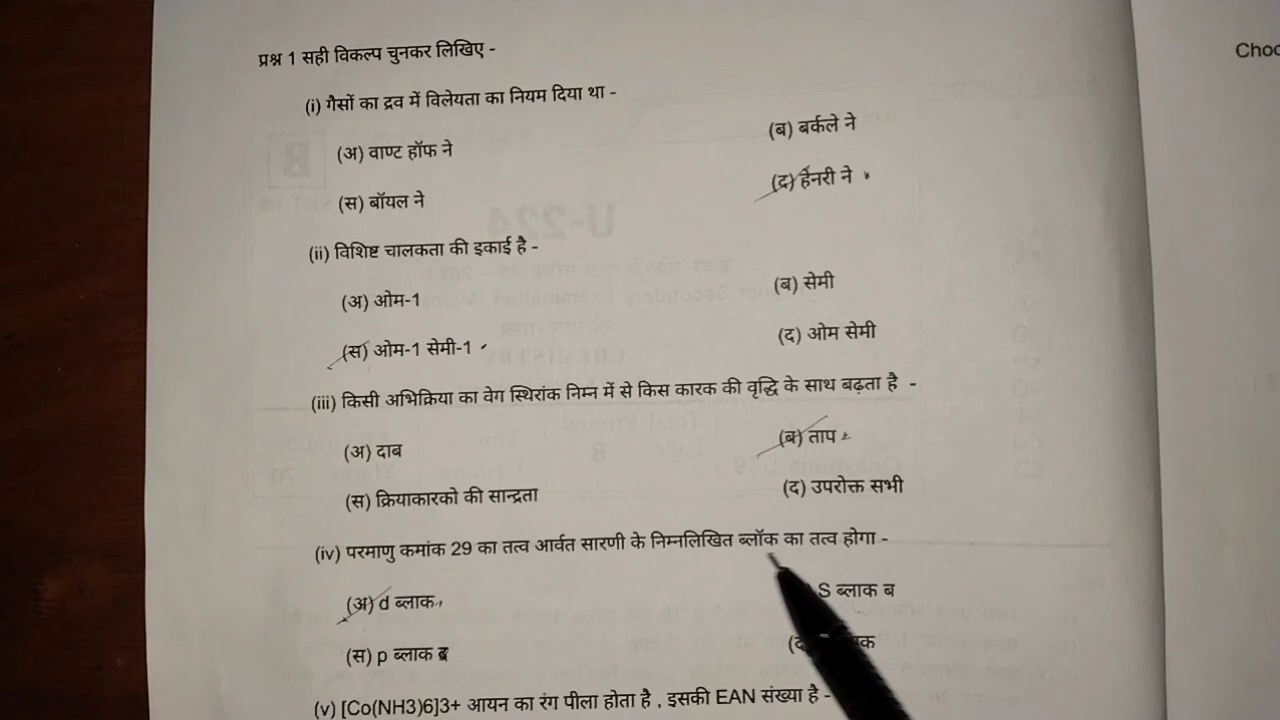 प्रश्न 1 सही विकल्प चुनकर लिखिए -
(i) गैसों का द्रव में विलेयता का नियम दिया था -
(अ) वाण्ट हॉफ ने
(ब) बर्कले ने
(स) बॉयल ने
(द) हैनरी ने
(ii) विशिष्ट चालकता की इकाई है -
(अ) ओम-1
(ब) सेमी
(स) ओम-1 सेमी-1
(द) ओम सेमी
(iii) किसी अभिक्रिया का वेग स्थिरांक निम्न में से किस कारक की वृद्धि के साथ बढ़ता है -
(अ) दाब
(ब) ताप
(स) क्रियाकारको की सान्द्रता
(द) उपरोक्त सभी
(iv) परमाणु कमांक 29 का तत्व आर्वत सारणी के निम्नलिखित ब्लॉक का तत्व होगा -
(अ) d ब्लाक
S ब्लाक ब
(स) p ब्लाक
(v) [Co(NH3)6]3+ आयन का रंग पीला होता है , इसकी EAN संख्या है -
U-224
B